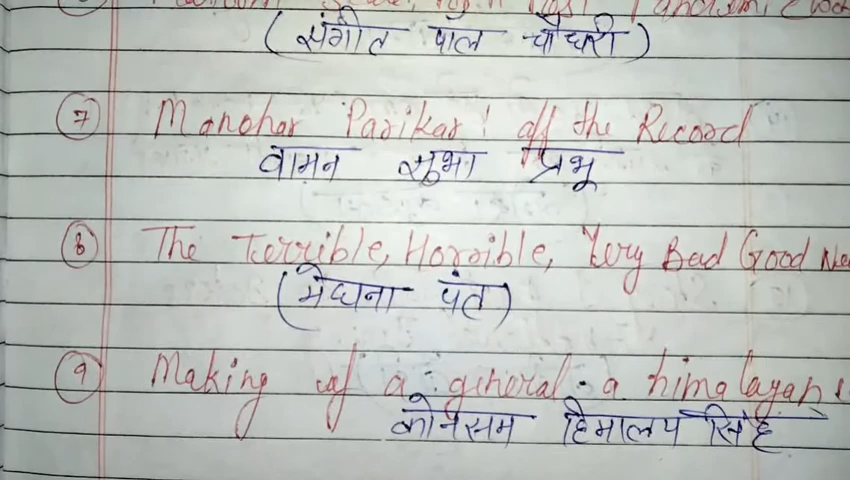 (संगीत पॉल चौधरी)
7 Manohar Parikar: off the Record
वामन सुभा प्रभू
8 The Terrible, Horrible, Very Bad Good
(मेघना पंत)
9 Making of a general - a himalayan
कोनसम हिमालय सिंह